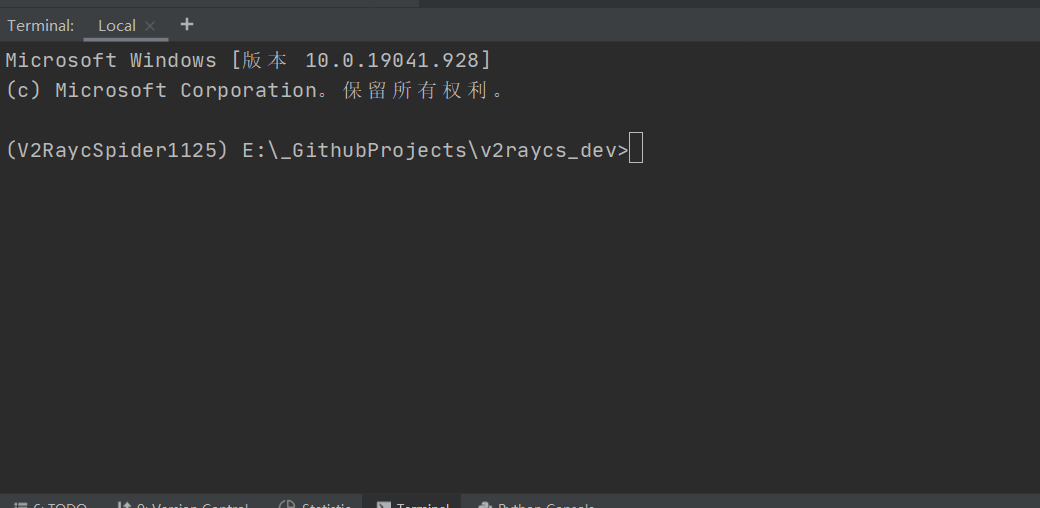 Terminal: Local × +
Microsoft Windows [版本 10.0.19041.928]
(c) Microsoft Corporation。保留所有权利。
(V2RaycSpider1125) E:\_GithubProjects\v2raycs_dev>
6: TODO 9: Version Control Statistic Terminal Python Console